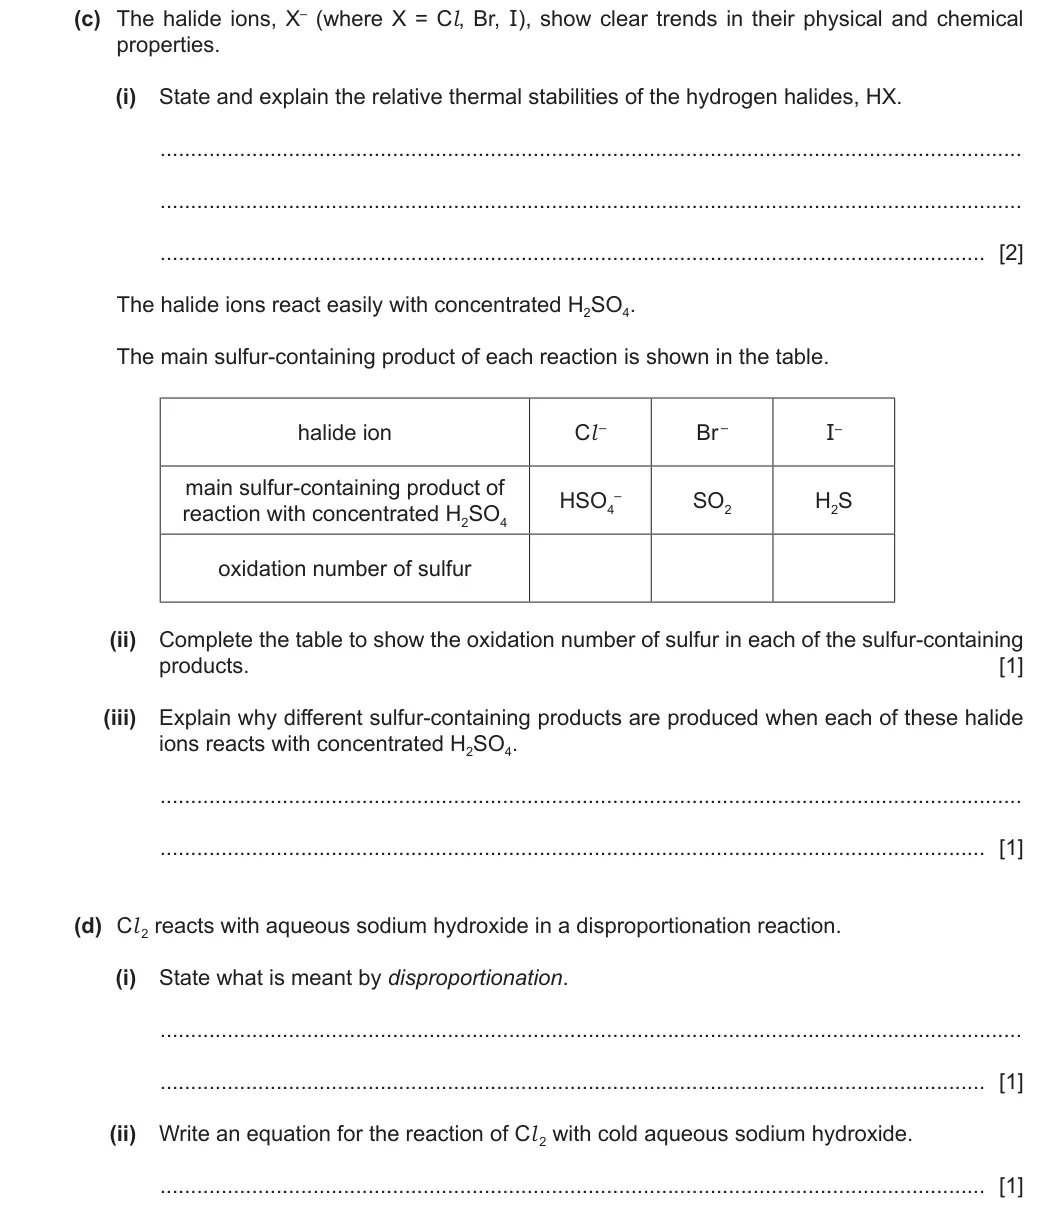 (c) The halide ions, X⁻ (where X = Cl, Br, I), show clear trends in their physical and chemical
properties.
(i) State and explain the relative thermal stabilities of the hydrogen halides, HX.
..........
..........
.......... [2]
The halide ions react easily with concentrated H₂SO₄.
The main sulfur-containing product of each reaction is shown in the table.
halide ion Cl⁻ Br⁻ I⁻
main sulfur-containing product of
reaction with concentrated H₂SO₄ HSO₄⁻ SO₂ H₂S
oxidation number of sulfur
(ii) Complete the table to show the oxidation number of sulfur in each of the sulfur-containing
products. [1]
(iii) Explain why different sulfur-containing products are produced when each of these halide
ions reacts with concentrated H₂SO₄.
..........
.......... [1]
(d) Cl₂ reacts with aqueous sodium hydroxide in a disproportionation reaction.
(i) State what is meant by disproportionation.
..........
.......... [1]
(ii) Write an equation for the reaction of Cl₂ with cold aqueous sodium hydroxide.
.......... [1]